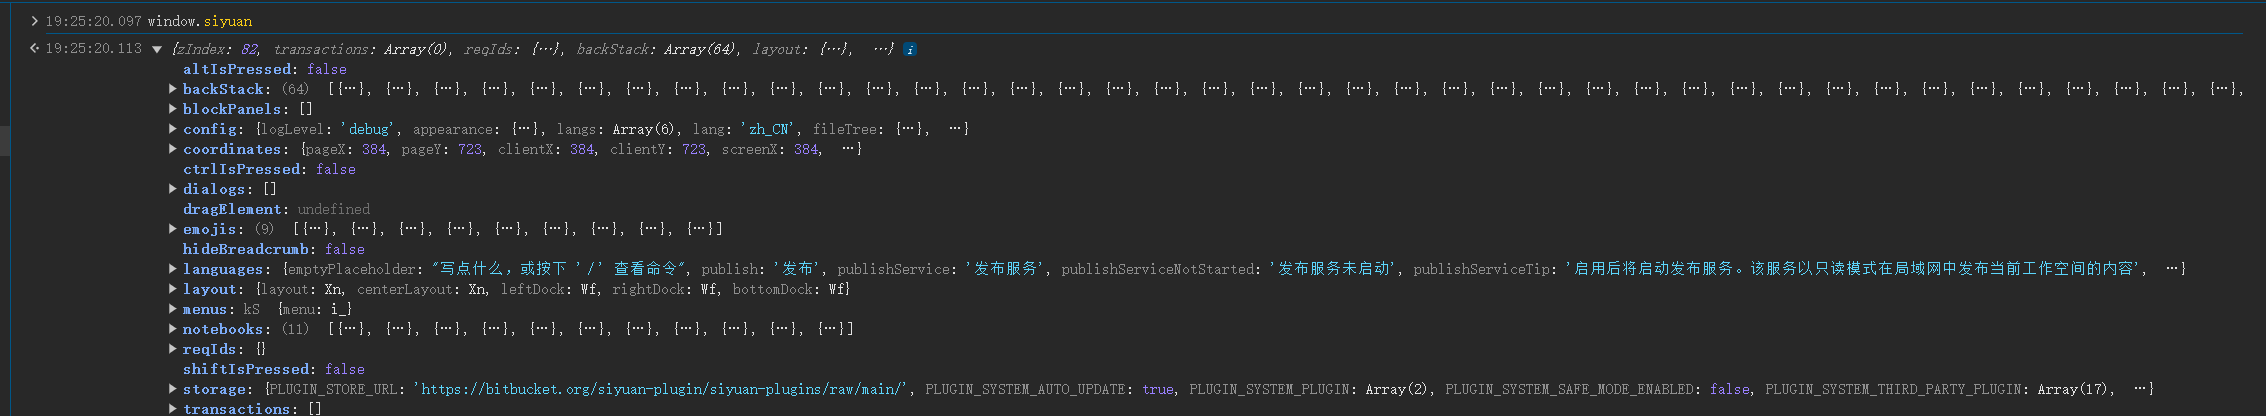 19:25:20.097 window.siyuan
19:25:20.113 {zIndex: 82, transactions: Array(0), reqIds: {…}, backStack: Array(64), layout: {…}, …} i
altIsPressed: false
backStack: (64) [{…}, {…}, {…}, {…}, {…}, {…}, {…}, {…}, {…}, {…}, {…}, {…}, {…}, {…}, {…}, {…}, {…}, {…}, {…}, {…}, {…}, {…}, {…}, {…}, {…}, {…}, {…}, {…}, {…}, {…}, {…}, {…}, {…}, {…}, {…}, {…}, {…}, {…}, {…}, {…},
blockPanels: []
config: {logLevel: 'debug', appearance: {…}, langs: Array(6), lang: 'zh_CN', fileTree: {…}, …}
coordinates: {pageX: 384, pageY: 723, clientX: 384, clientY: 723, screenX: 384, …}
ctrlIsPressed: false
dialogs: []
dragElement: undefined
emojis: (9) [{…}, {…}, {…}, {…}, {…}, {…}, {…}, {…}, {…}]
hideBreadcrumb: false
languages: {emptyPlaceholder: "写点什么，或按下 '/' 查看命令", publish: '发布', publishService: '发布服务', publishServiceNotStarted: '发布服务未启动', publishServiceTip: '启用后将启动发布服务。该服务以只读模式在局域网中发布当前工作空间的内容', …}
layout: {layout: Xn, centerLayout: Xn, leftDock: Wf, rightDock: Wf, bottomDock: Wf}
menus: kS {menu: i_}
notebooks: (11) [{…}, {…}, {…}, {…}, {…}, {…}, {…}, {…}, {…}, {…}, {…}]
reqIds: {}
shiftIsPressed: false
storage: {PLUGIN_STORE_URL: 'https://bitbucket.org/siyuan-plugin/siyuan-plugins/raw/main/', PLUGIN_SYSTEM_AUTO_UPDATE: true, PLUGIN_SYSTEM_PLUGIN: Array(2), PLUGIN_SYSTEM_SAFE_MODE_ENABLED: false, PLUGIN_SYSTEM_THIRD_PARTY_PLUGIN: Array(17), …}
transactions: []